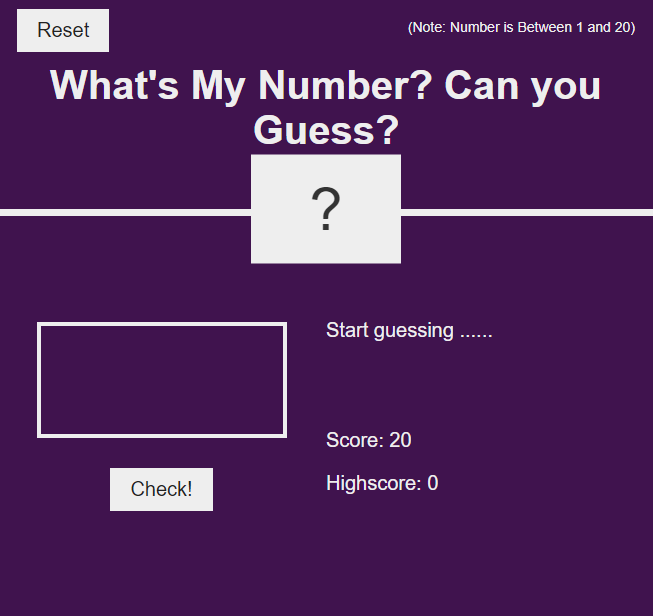 Reset
(Note: Number is Between 1 and 20)
What's My Number? Can you
Guess?
?
Start guessing ......
Score: 20
Highscore: 0
Check!